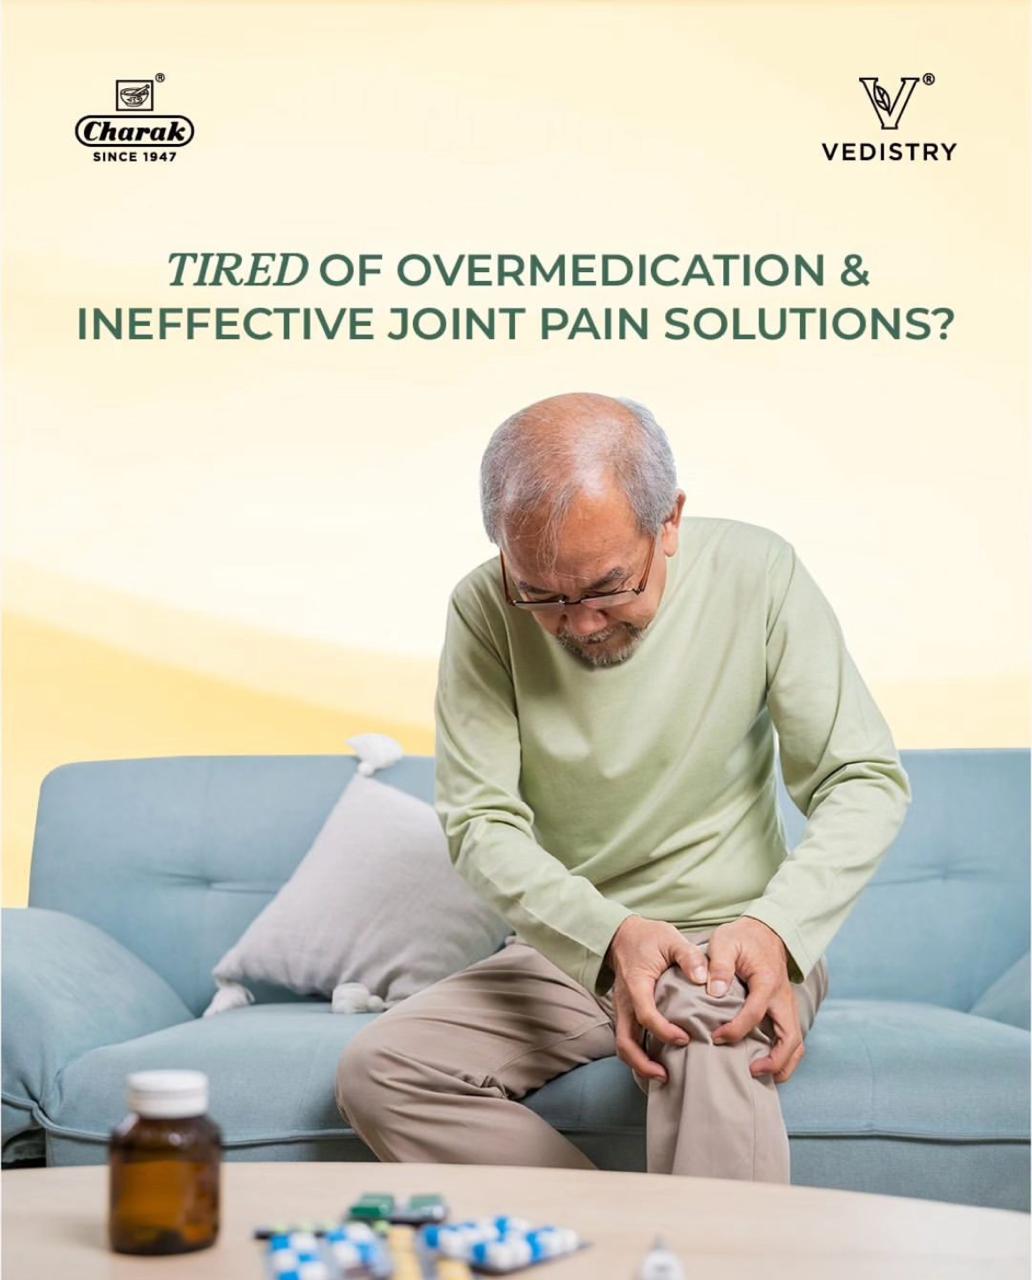 Charak®
SINCE 1947
V®
VEDISTRY
TIRED OF OVERMEDICATION &
INEFFECTIVE JOINT PAIN SOLUTIONS?